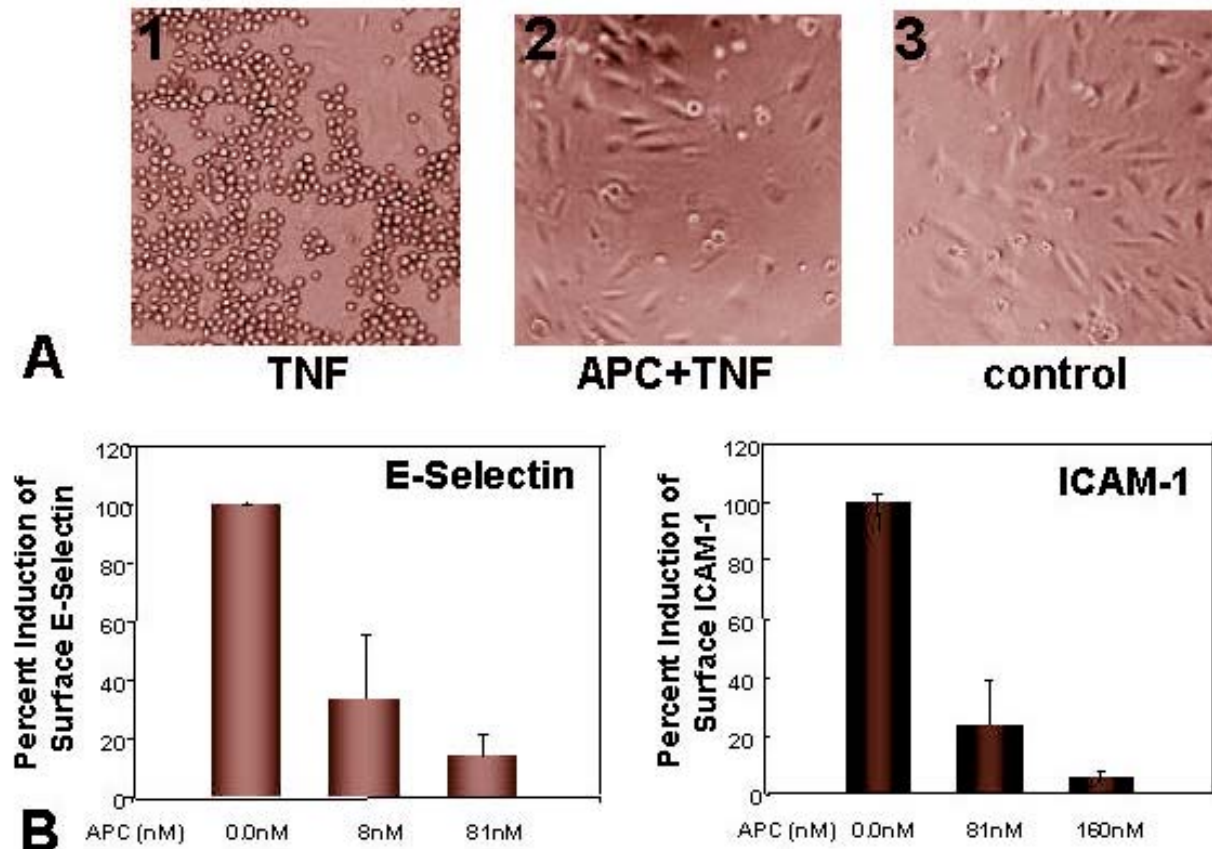 1 2 3
A
TNF APC+TNF control
120
100
80
60
40
20
0
Percent Induction of
Surface E-Selectin
E-Selectin
APC (nM) 0.0nM 8nM 81nM
120
100
80
60
40
20
0
Percent Induction of
Surface ICAM-1
ICAM-1
APC (nM) 0.0nM 81nM 160nM
B